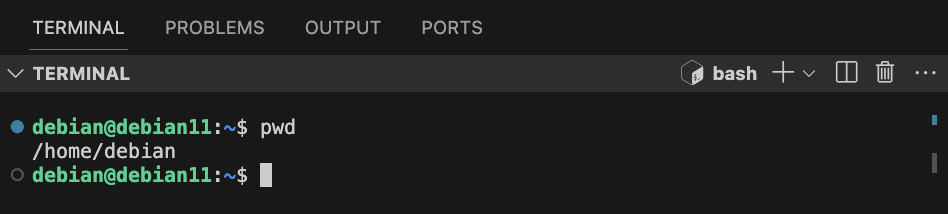 TERMINAL PROBLEMS OUTPUT PORTS
TERMINAL bash
debian@debian11:~$ pwd
/home/debian
debian@debian11:~$